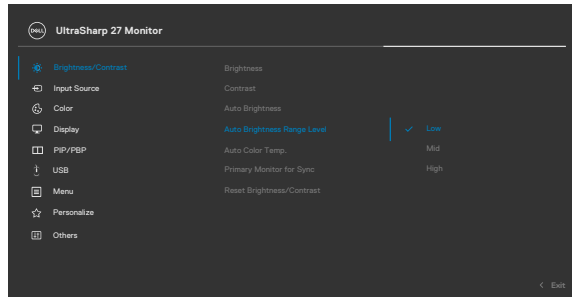 DELL UltraSharp 27 Monitor
Brightness/Contrast
Input Source
Color
Display
PIP/PBP
USB
Menu
Personalize
Others
Brightness
Contrast
Auto Brightness
Auto Brightness Range Level
Auto Color Temp.
Primary Monitor for Sync
Reset Brightness/Contrast
Low
Mid
High
Exit